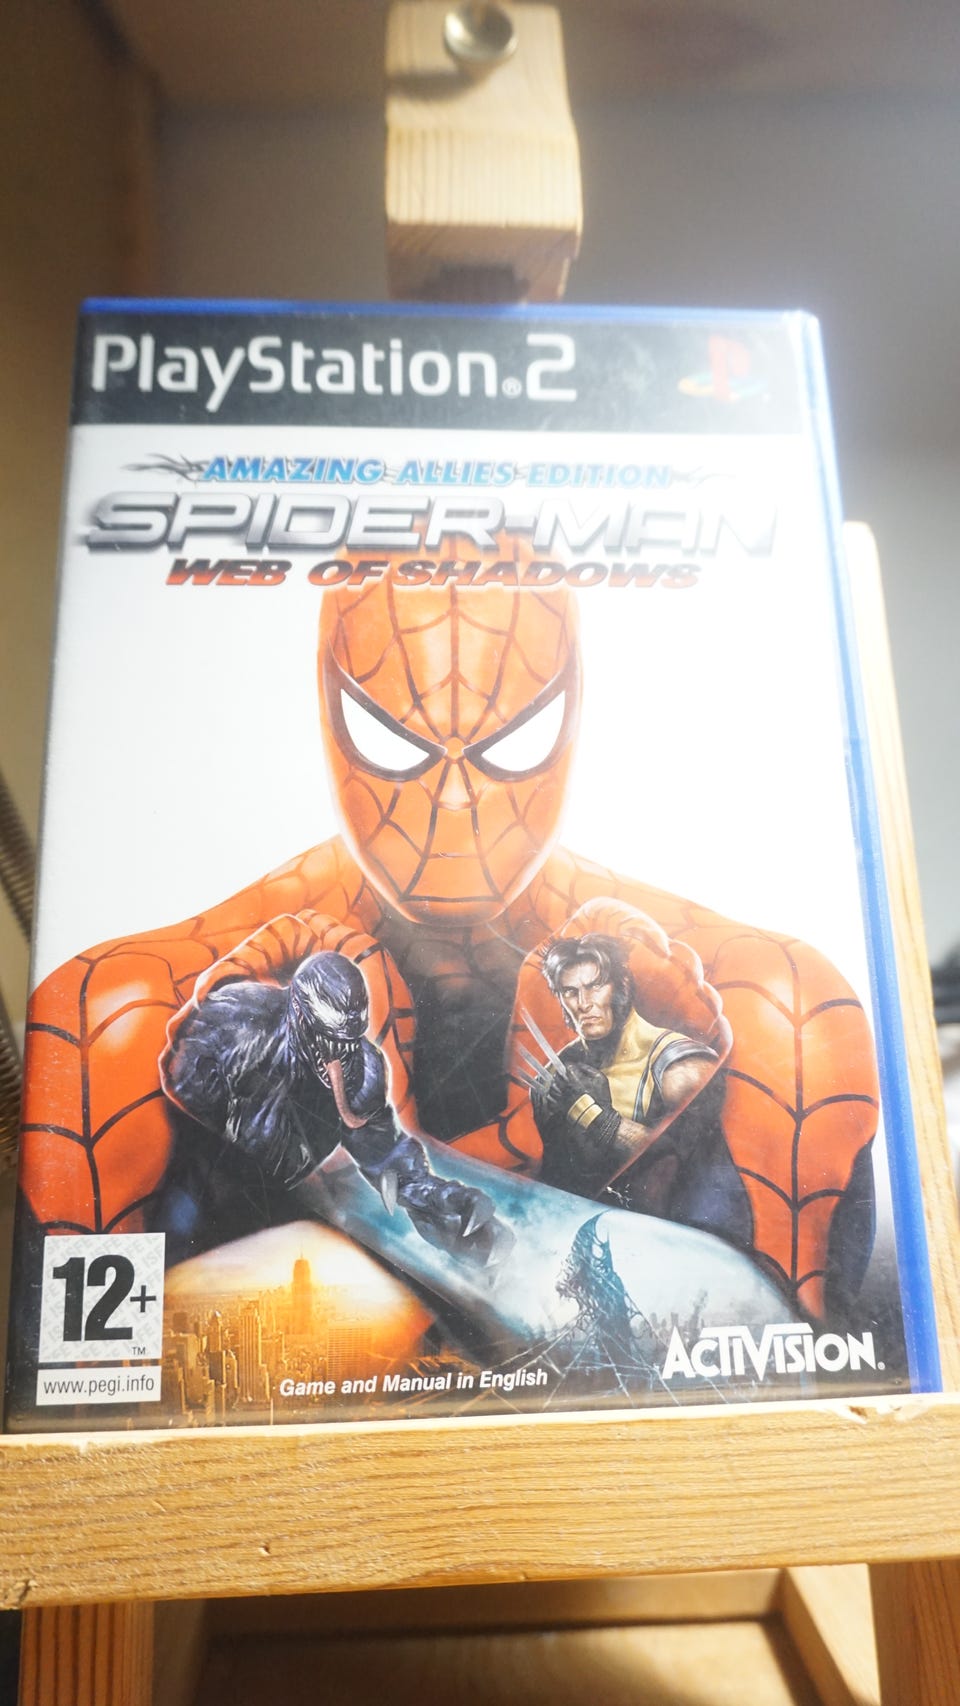 PlayStation®2
AMAZING ALLIES EDITION
SPIDER-MAN
WEB OF SHADOWS
12+
TM
www.pegi.info
Game and Manual in English
ACTIVISION®